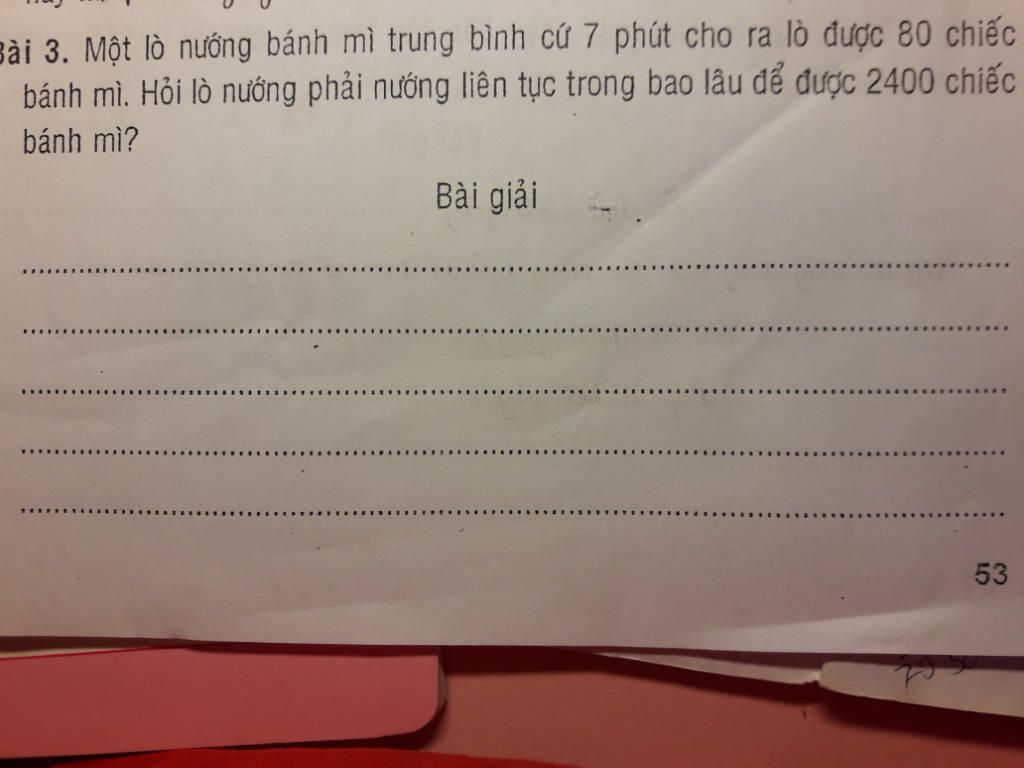 Bài 3. Một lò nướng bánh mì trung bình cứ 7 phút cho ra lò được 80 chiếc
bánh mì. Hỏi lò nướng phải nướng liên tục trong bao lâu để được 2400 chiếc
bánh mì?
Bài giải
53